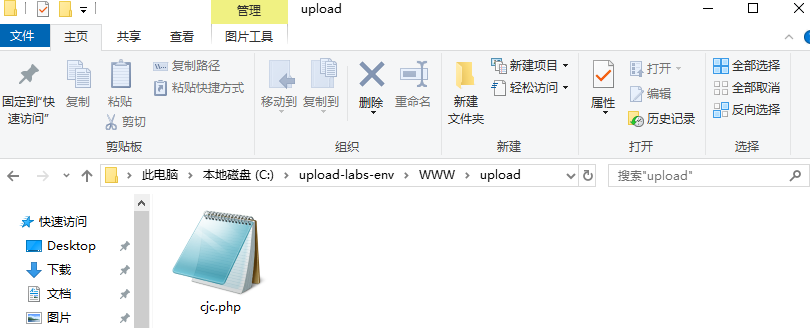 管理 upload
文件 主页 共享 查看 图片工具
固定到"快速访问"
复制
粘贴
复制路径
粘贴快捷方式
剪切
剪贴板
移动到 复制到 删除 重命名
组织
新建文件夹
新建项目
轻松访问
新建
属性
打开
编辑
历史记录
打开
全部选择
全部取消
反向选择
选择
此电脑 本地磁盘 (C:) upload-labs-env WWW upload
搜索"upload"
快速访问
Desktop
下载
文档
图片
cjc.php